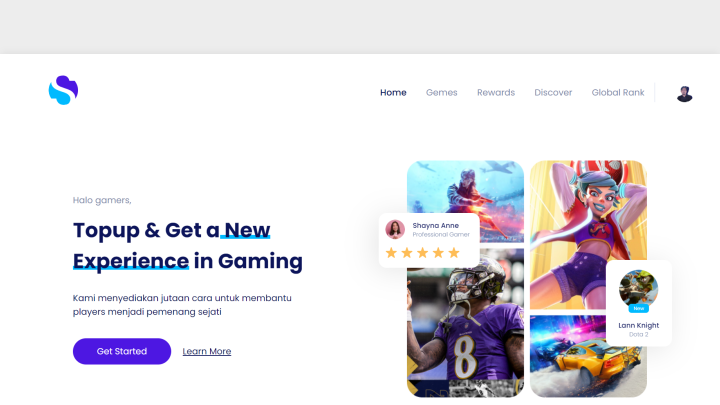 Home Gemes Rewards Discover Global Rank
Halo gamers,
Topup & Get a New
Experience in Gaming
Kami menyediakan jutaan cara untuk membantu
players menjadi pemenang sejati
Get Started Learn More
Shayna Anne
Professional Gamer
8
New
Lann Knight
Dota 2